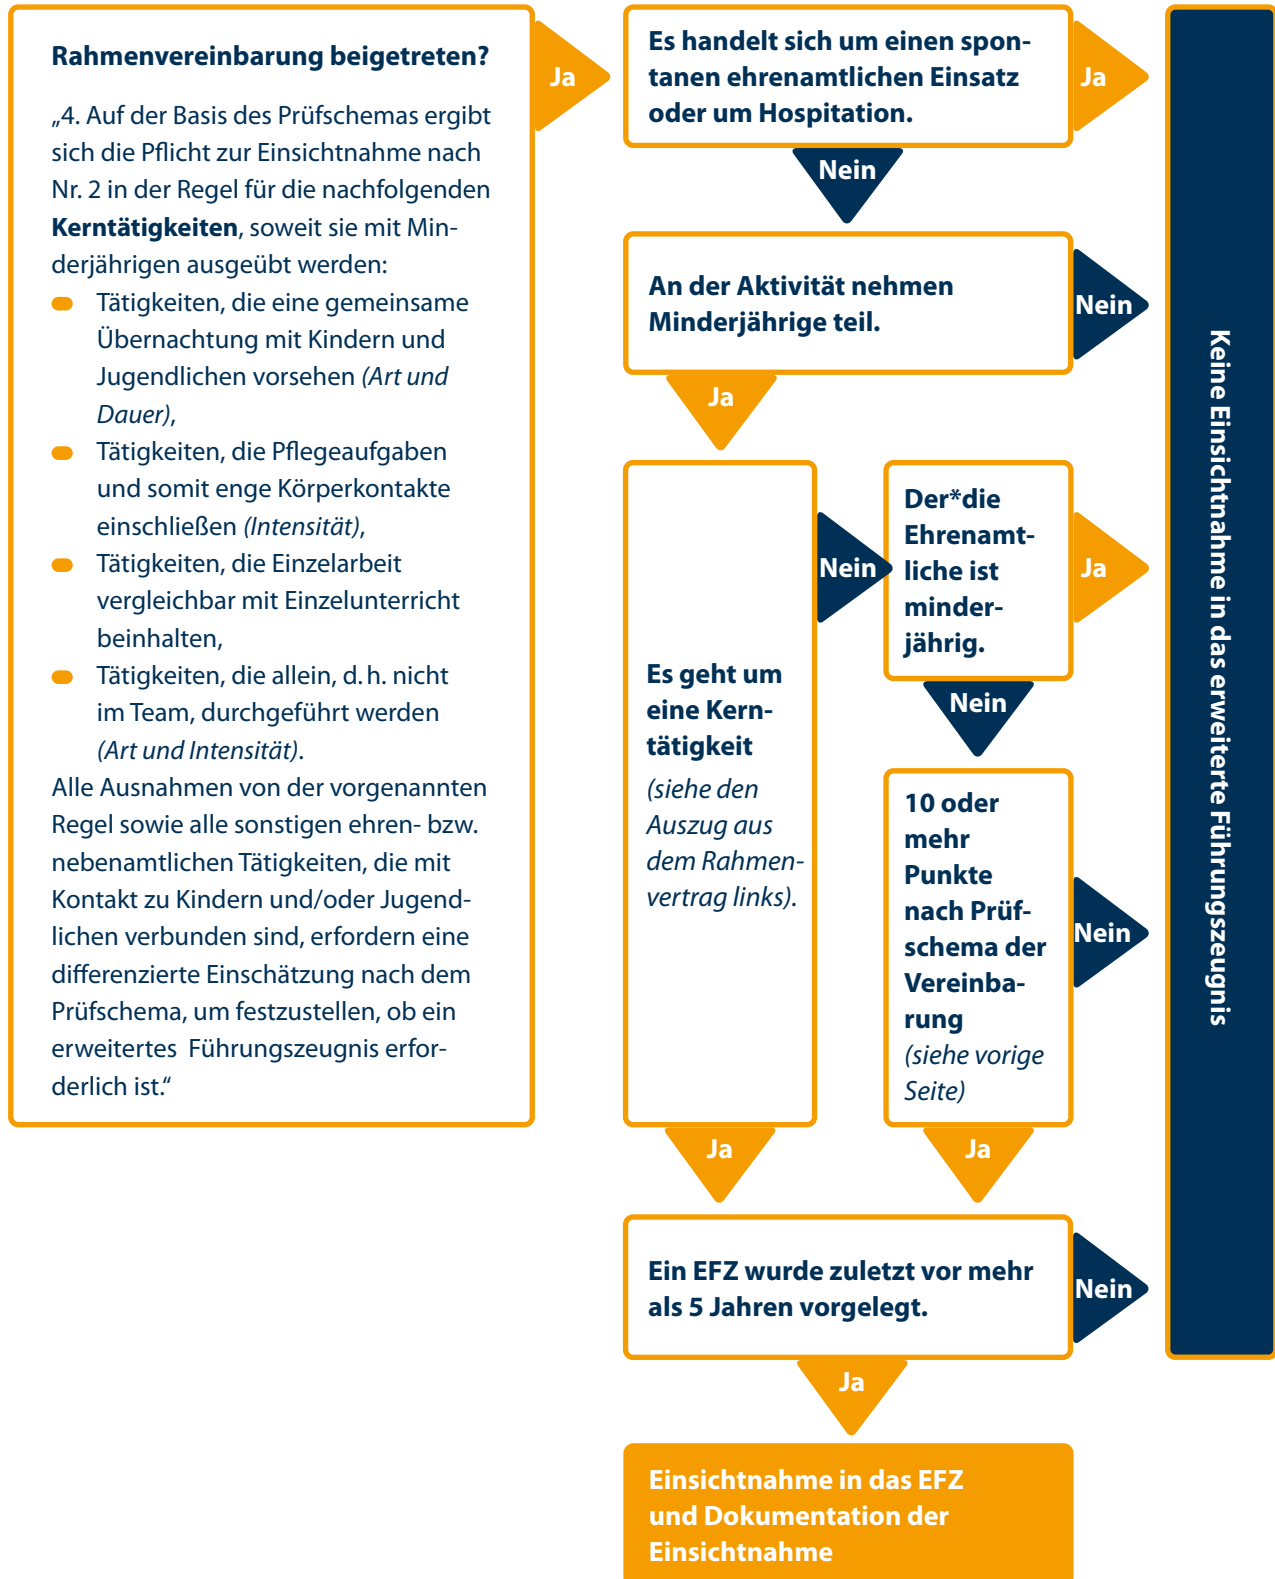 Rahmenvereinbarung beigetreten?
„4. Auf der Basis des Prüfschemas ergibt
sich die Pflicht zur Einsichtnahme nach
Nr. 2 in der Regel für die nachfolgenden
Kerntätigkeiten, soweit sie mit Min-
derjährigen ausgeübt werden:
Tätigkeiten, die eine gemeinsame
Übernachtung mit Kindern und
Jugendlichen vorsehen (Art und
Dauer),
Tätigkeiten, die Pflegeaufgaben
und somit enge Körperkontakte
einschließen (Intensität),
Tätigkeiten, die Einzelarbeit
vergleichbar mit Einzelunterricht
beinhalten,
Tätigkeiten, die allein, d. h. nicht
im Team, durchgeführt werden
(Art und Intensität).
Alle Ausnahmen von der vorgenannten
Regel sowie alle sonstigen ehren- bzw.
nebenamtlichen Tätigkeiten, die mit
Kontakt zu Kindern und/oder Jugend-
lichen verbunden sind, erfordern eine
differenzierte Einschätzung nach dem
Prüfschema, um festzustellen, ob ein
erweitertes Führungszeugnis erfor-
derlich ist.“
Ja
Es handelt sich um einen spon-
tanen ehrenamtlichen Einsatz
oder um Hospitation.
Ja
Nein
An der Aktivität nehmen
Minderjährige teil.
Nein
Ja
Es geht um
eine Kern-
tätigkeit
(siehe den
Auszug aus
dem Rahmen-
vertrag links).
Nein
Der*die
Ehrenamt-
liche ist
minder-
jährig.
Ja
Nein
10 oder
mehr
Punkte
nach Prüf-
schema der
Vereinba-
rung
(siehe vorige
Seite)
Nein
Ja
Ja
Ein EFZ wurde zuletzt vor mehr
als 5 Jahren vorgelegt.
Nein
Ja
Einsichtnahme in das EFZ
und Dokumentation der
Einsichtnahme
Keine Einsichtnahme in das erweiterte Führungszeugnis